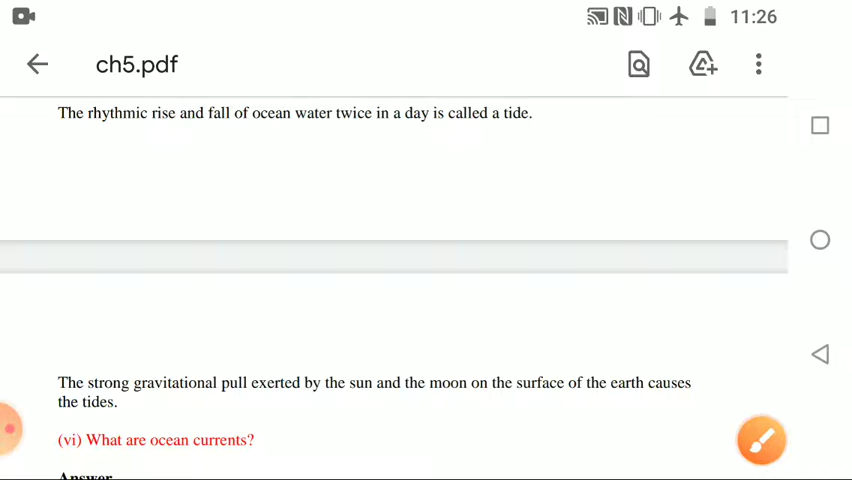 11:26
ch5.pdf
The rhythmic rise and fall of ocean water twice in a day is called a tide.
The strong gravitational pull exerted by the sun and the moon on the surface of the earth causes
the tides.
(vi) What are ocean currents?
Answer